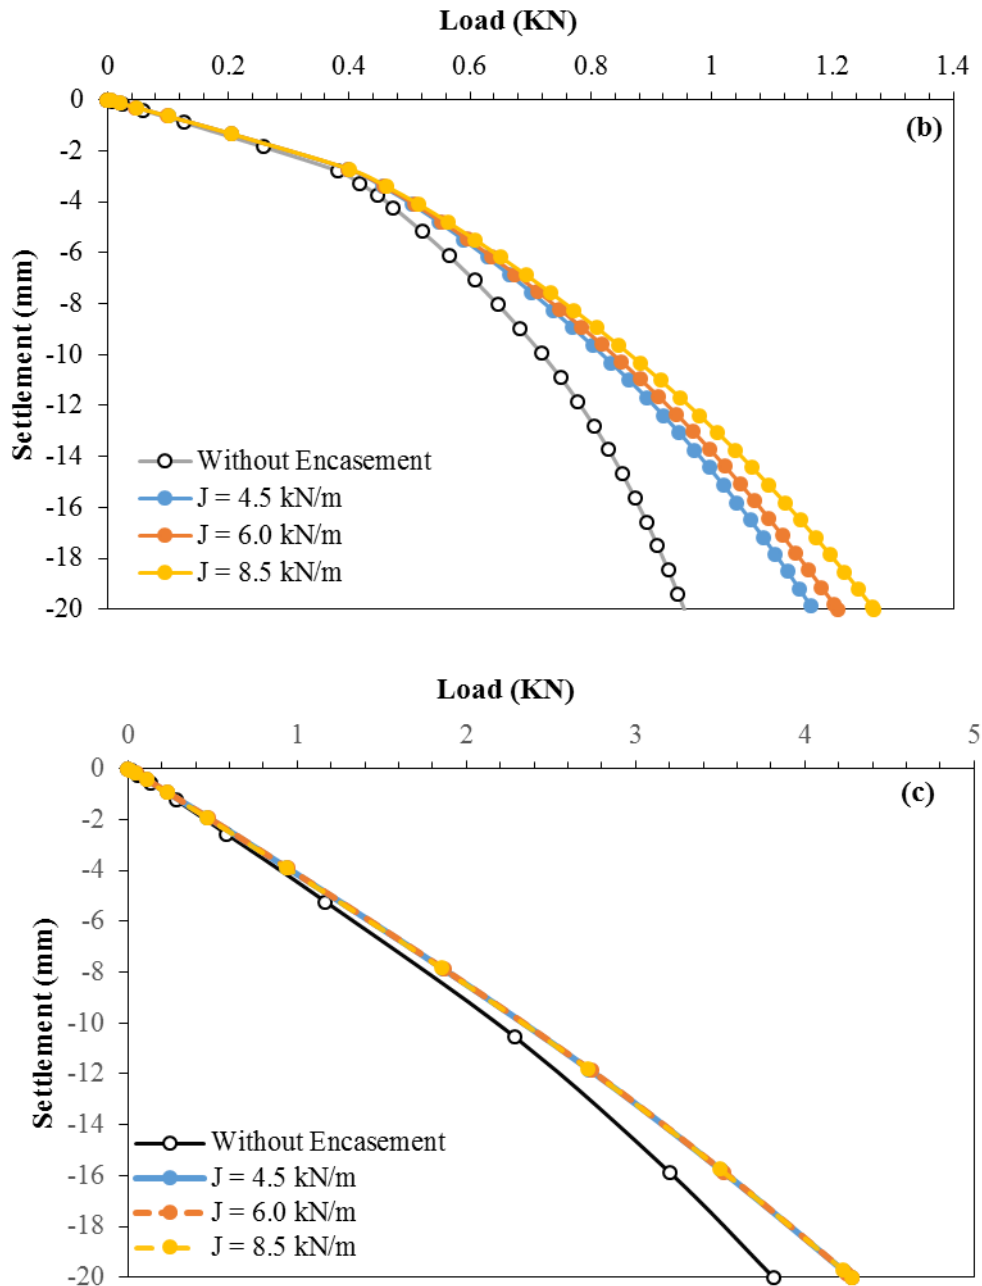 Load (KN)
0 0.2 0.4 0.6 0.8 1 1.2 1.4
0
(b)
-2
-4
-6
-8
-10
-12
-14
-16
-18
-20
Settlement (mm)
Without Encasement
J = 4.5 kN/m
J = 6.0 kN/m
J = 8.5 kN/m
Load (KN)
0 1 2 3 4 5
0
(c)
-2
-4
-6
-8
-10
-12
-14
-16
-18
-20
Settlement (mm)
Without Encasement
J = 4.5 kN/m
J = 6.0 kN/m
J = 8.5 kN/m